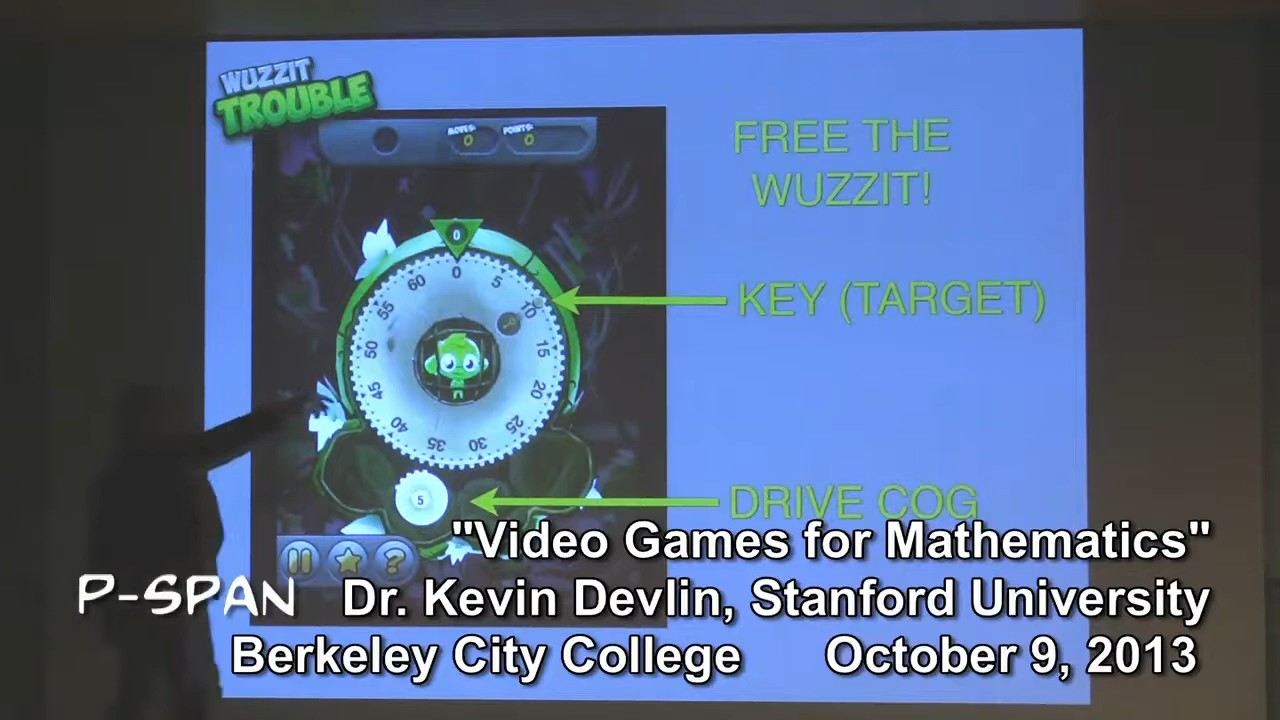 WUZZIT
TROUBLE
MOVES: POINTS:
0 0
FREE THE
WUZZIT!
0
0
60 5
55 10
50 15
45 20
40 25
35 30
KEY (TARGET)
5
DRIVE COG
?
"Video Games for Mathematics"
P-SPAN Dr. Kevin Devlin, Stanford University
Berkeley City College October 9, 2013